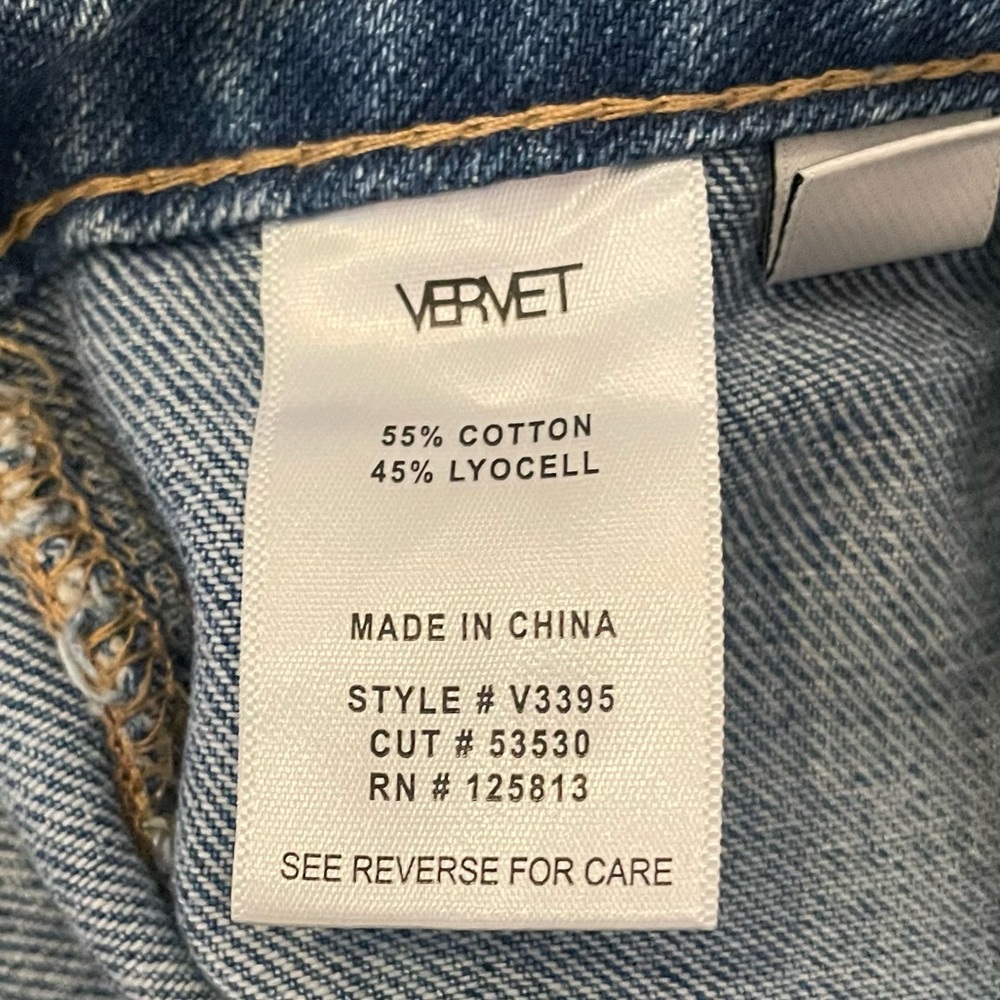 VERVET
55% COTTON
45% LYOCELL
MADE IN CHINA
STYLE # V3395
CUT # 53530
RN # 125813
SEE REVERSE FOR CARE